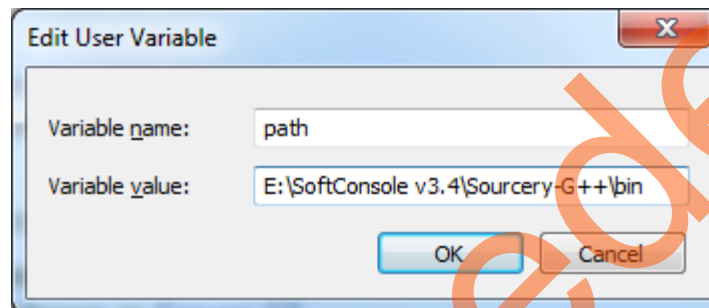 Edit User Variable
Variable name: path
Variable value: E:\SoftConsole v3.4\Sourcery-G++\bin
OK Cancel